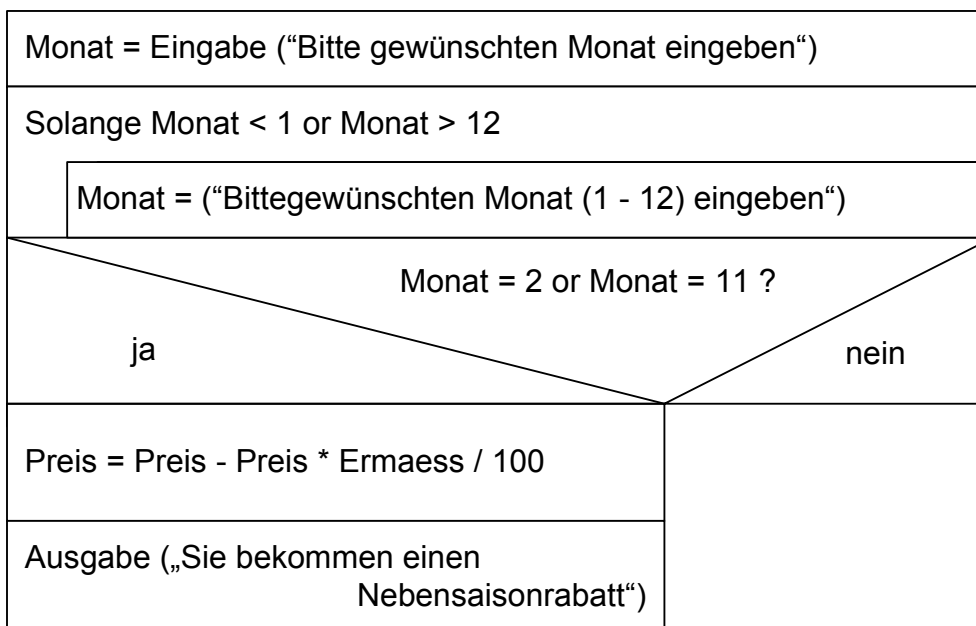 Monat = Eingabe (“Bitte gewünschten Monat eingeben“)
Solange Monat < 1 or Monat > 12
Monat = (“Bittegewünschten Monat (1 - 12) eingeben“)
Monat = 2 or Monat = 11 ?
ja
nein
Preis = Preis - Preis * Ermaess / 100
Ausgabe („Sie bekommen einen
Nebensaisonrabatt“)